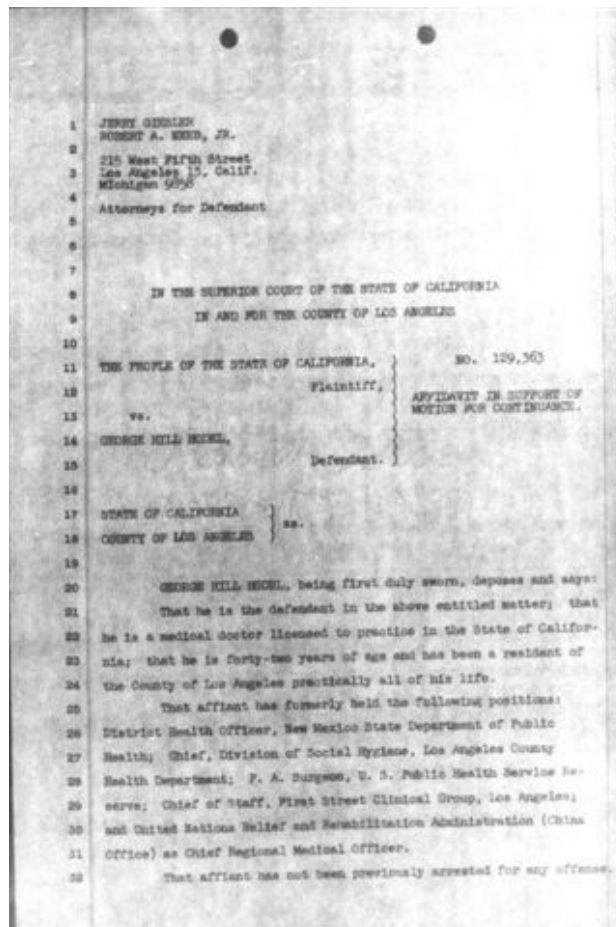 1 JERRY GIESLER
ROBERT A. NEEB, JR.
2
215 West Fifth Street
3 Los Angeles 13, Calif.
MIchigan 9858
4
Attorneys for Defendant
5
6
7
8 IN THE SUPERIOR COURT OF THE STATE OF CALIFORNIA
9 IN AND FOR THE COUNTY OF LOS ANGELES
10
11 THE PEOPLE OF THE STATE OF CALIFORNIA, NO. 129,363
12 Plaintiff, AFFIDAVIT IN SUPPORT OF
13 vs. MOTION FOR CONTINUANCE.
14 GEORGE HILL HODEL,
15 Defendant.
16
17 STATE OF CALIFORNIA
ss.
18 COUNTY OF LOS ANGELES
19
20 GEORGE HILL HODEL, being first duly sworn, deposes and says:
21 That he is the defendant in the above entitled matter; that
22 he is a medical doctor licensed to practice in the State of Califor-
23 nia; that he is forty-two years of age and has been a resident of
24 the County of Los Angeles practically all of his life.
25 That affiant has formerly held the following positions:
26 District Health Officer, New Mexico State Department of Public
27 Health; Chief, Division of Social Hygiene, Los Angeles County
28 Health Department; P. A. Surgeon, U. S. Public Health Service Re-
29 serve; Chief of Staff, First Street Clinical Group, Los Angeles;
30 and United Nations Relief and Rehabilitation Administration (China
31 Office) as Chief Regional Medical Officer.
32 That affiant has not been previously arrested for any offense.